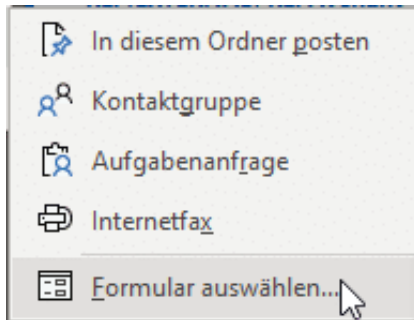 In diesem Ordner posten
Kontaktgruppe
Aufgabenanfrage
Internetfax
Formular auswählen...